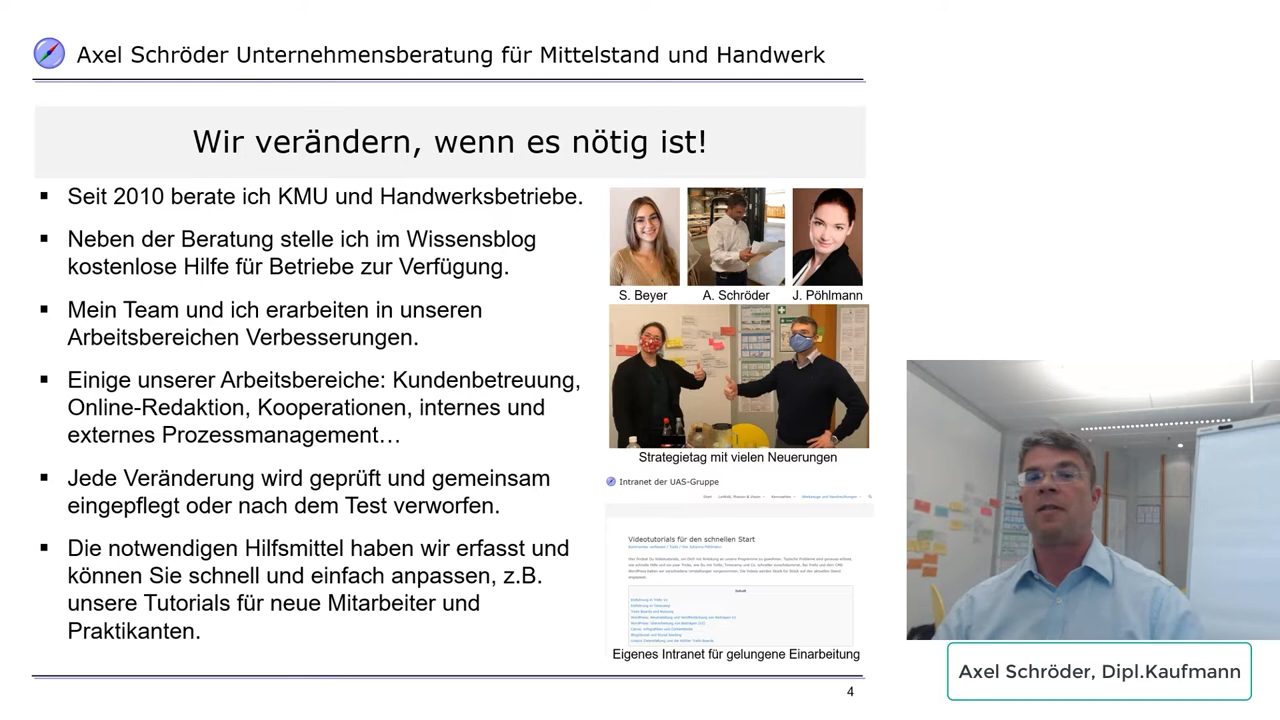 Axel Schröder Unternehmensberatung für Mittelstand und Handwerk
Wir verändern, wenn es nötig ist!
▪ Seit 2010 berate ich KMU und Handwerksbetriebe.
▪ Neben der Beratung stelle ich im Wissensblog
kostenlose Hilfe für Betriebe zur Verfügung.
▪ Mein Team und ich erarbeiten in unseren
Arbeitsbereichen Verbesserungen.
▪ Einige unserer Arbeitsbereiche: Kundenbetreuung,
Online-Redaktion, Kooperationen, internes und
externes Prozessmanagement…
▪ Jede Veränderung wird geprüft und gemeinsam
eingepflegt oder nach dem Test verworfen.
▪ Die notwendigen Hilfsmittel haben wir erfasst und
können Sie schnell und einfach anpassen, z.B.
unsere Tutorials für neue Mitarbeiter und
Praktikanten.
S. Beyer A. Schröder J. Pöhlmann
Strategietag mit vielen Neuerungen
Intranet der UAS-Gruppe
Videotutorials für den schnellen Start
Inhalt
Eigenes Intranet für gelungene Einarbeitung
4
Axel Schröder, Dipl.Kaufmann